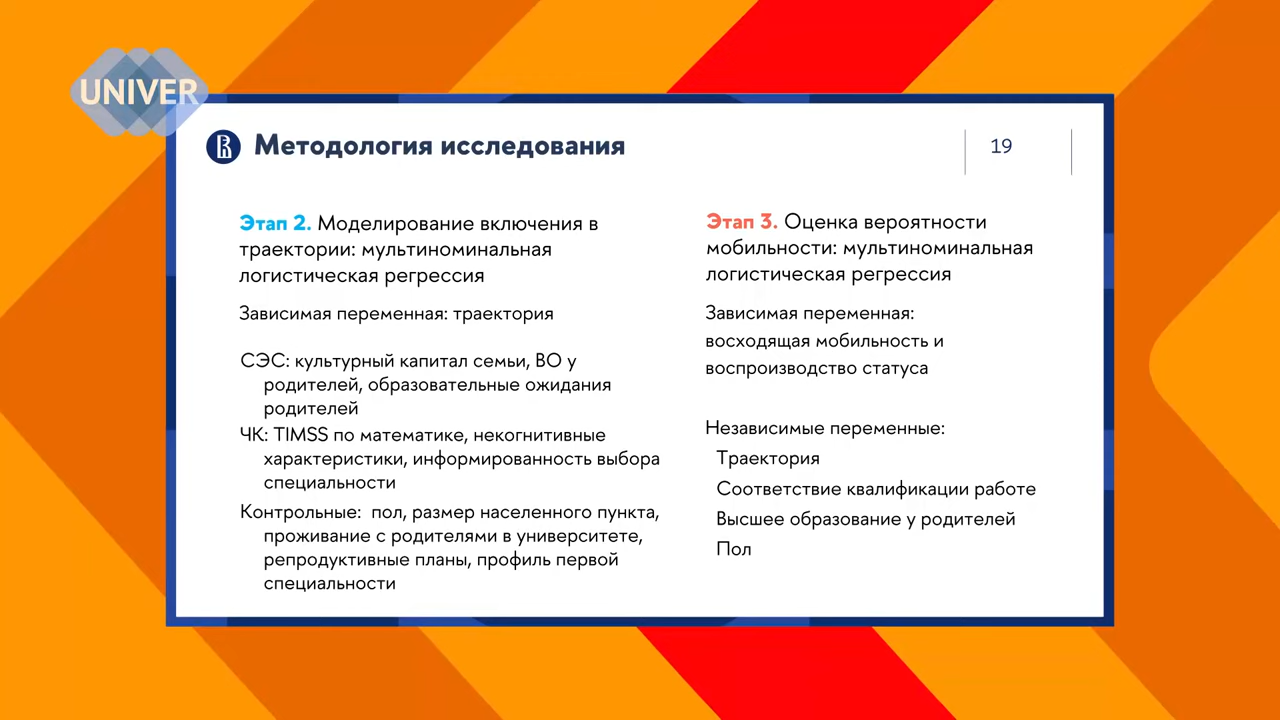 UNIVER
Методология исследования
19
Этап 2. Моделирование включения в
траектории: мультиноминальная
логистическая регрессия
Зависимая переменная: траектория
СЭС: культурный капитал семьи, ВО у
родителей, образовательные ожидания
родителей
ЧК: TIMSS по математике, некогнитивные
характеристики, информированность выбора
специальности
Контрольные: пол, размер населенного пункта,
проживание с родителями в университете,
репродуктивные планы, профиль первой
специальности
Этап 3. Оценка вероятности
мобильности: мультиноминальная
логистическая регрессия
Зависимая переменная:
восходящая мобильность и
воспроизводство статуса
Независимые переменные:
Траектория
Соответствие квалификации работе
Высшее образование у родителей
Пол